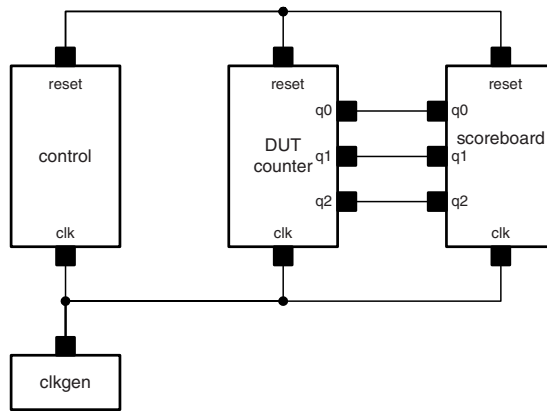 reset
reset
reset
q0
q0
control
DUT
counter
scoreboard
q1
q1
q2
q2
clk
clk
clk
clkgen